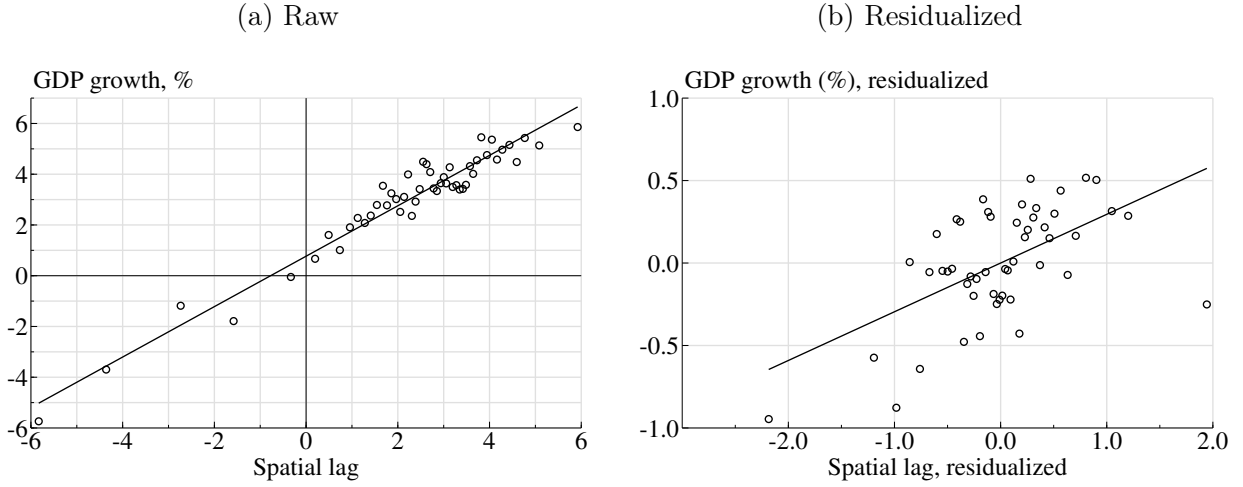 (a) Raw
GDP growth, %
6
4
2
0
-2
-4
-6
-6 -4 -2 0 2 4 6
Spatial lag
(b) Residualized
GDP growth (%), residualized
1.0
0.5
0.0
-0.5
-1.0
-2.0 -1.0 0.0 1.0 2.0
Spatial lag, residualized